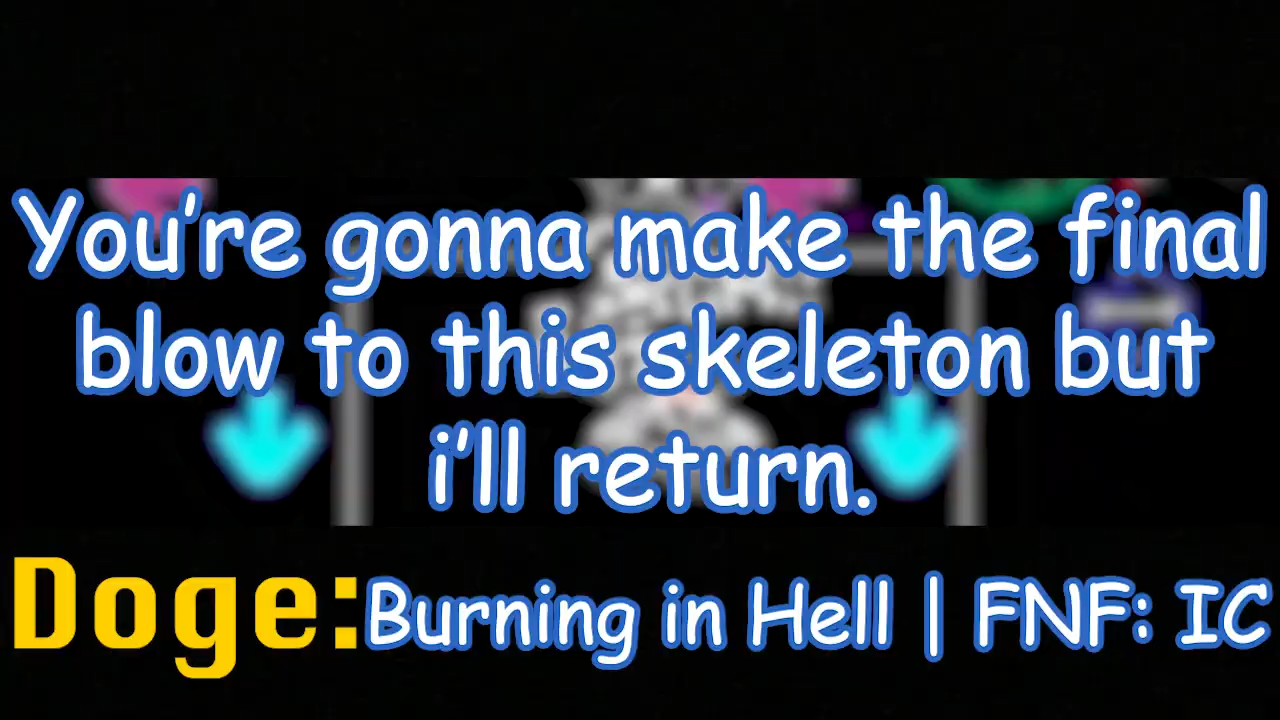 You're gonna make the final
blow to this skeleton but
i'll return.
Doge: Burning in Hell | FNF: IC